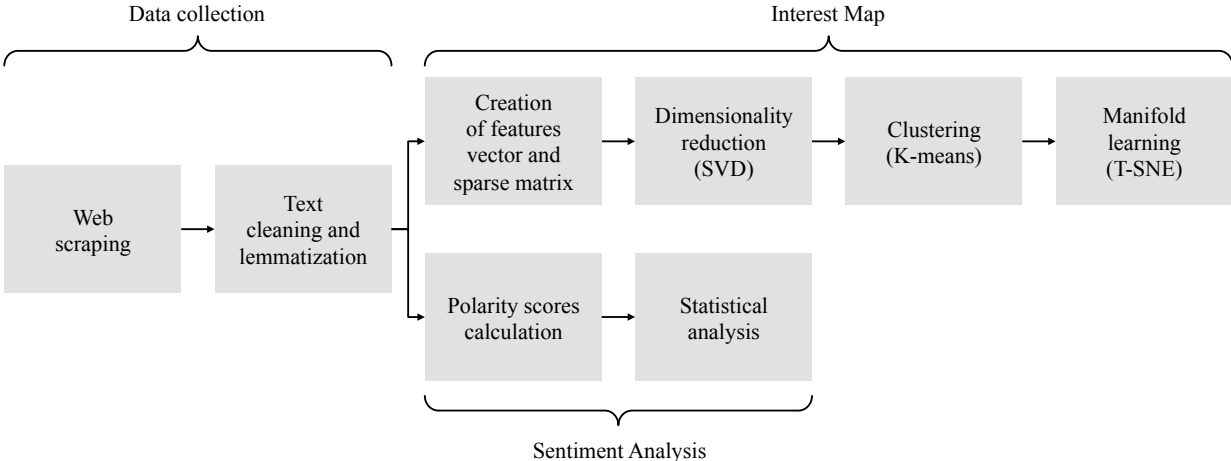 Data collection
Interest Map
Creation
of features
vector and
sparse matrix
Dimensionality
reduction
(SVD)
Clustering
(K-means)
Manifold
learning
(T-SNE)
Web
scraping
Text
cleaning and
lemmatization
Polarity scores
calculation
Statistical
analysis
Sentiment Analysis